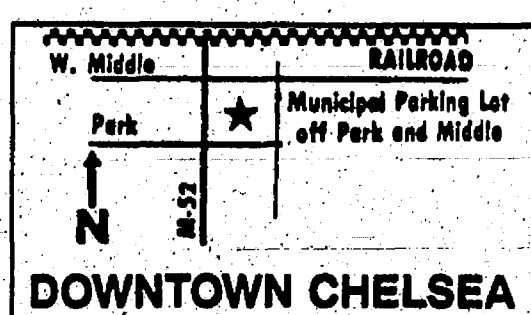 W. Middle RAILROAD
Municipal Parking Lot
Park off Park and Middle
N
M-52
DOWNTOWN CHELSEA